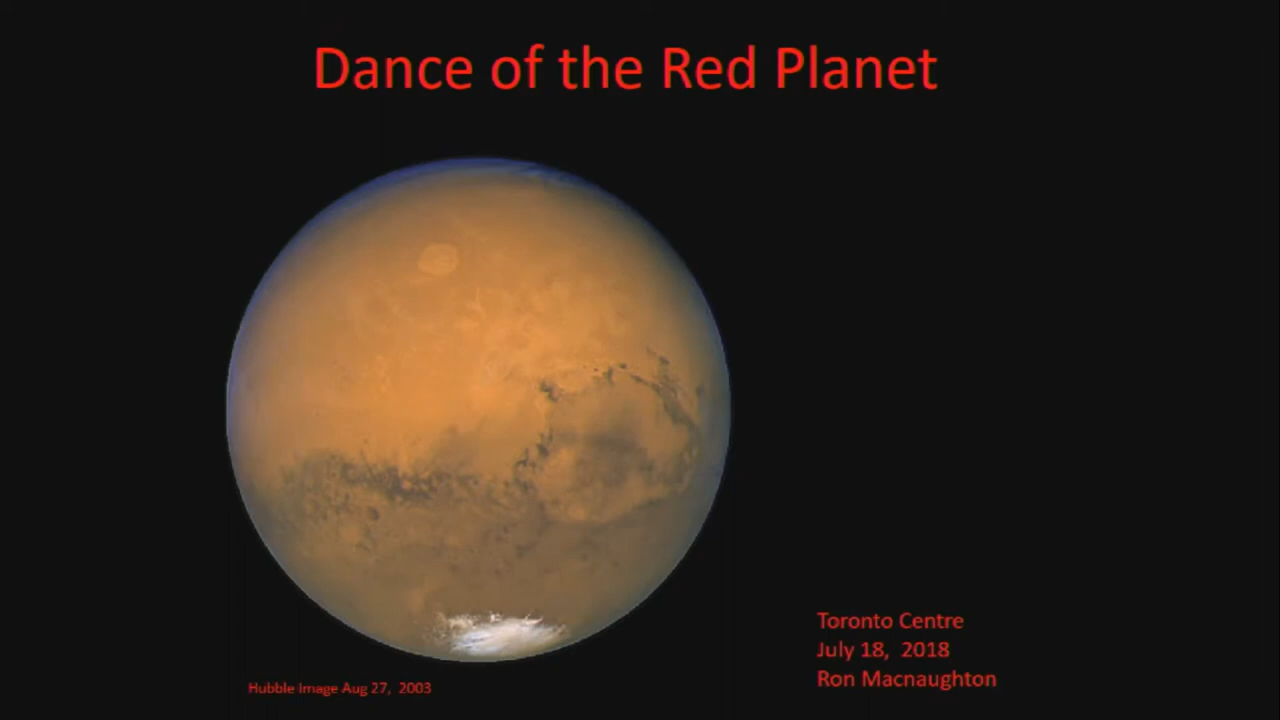 Dance of the Red Planet
Toronto Centre
July 18, 2018
Ron Macnaughton
Hubble Image Aug 27, 2003